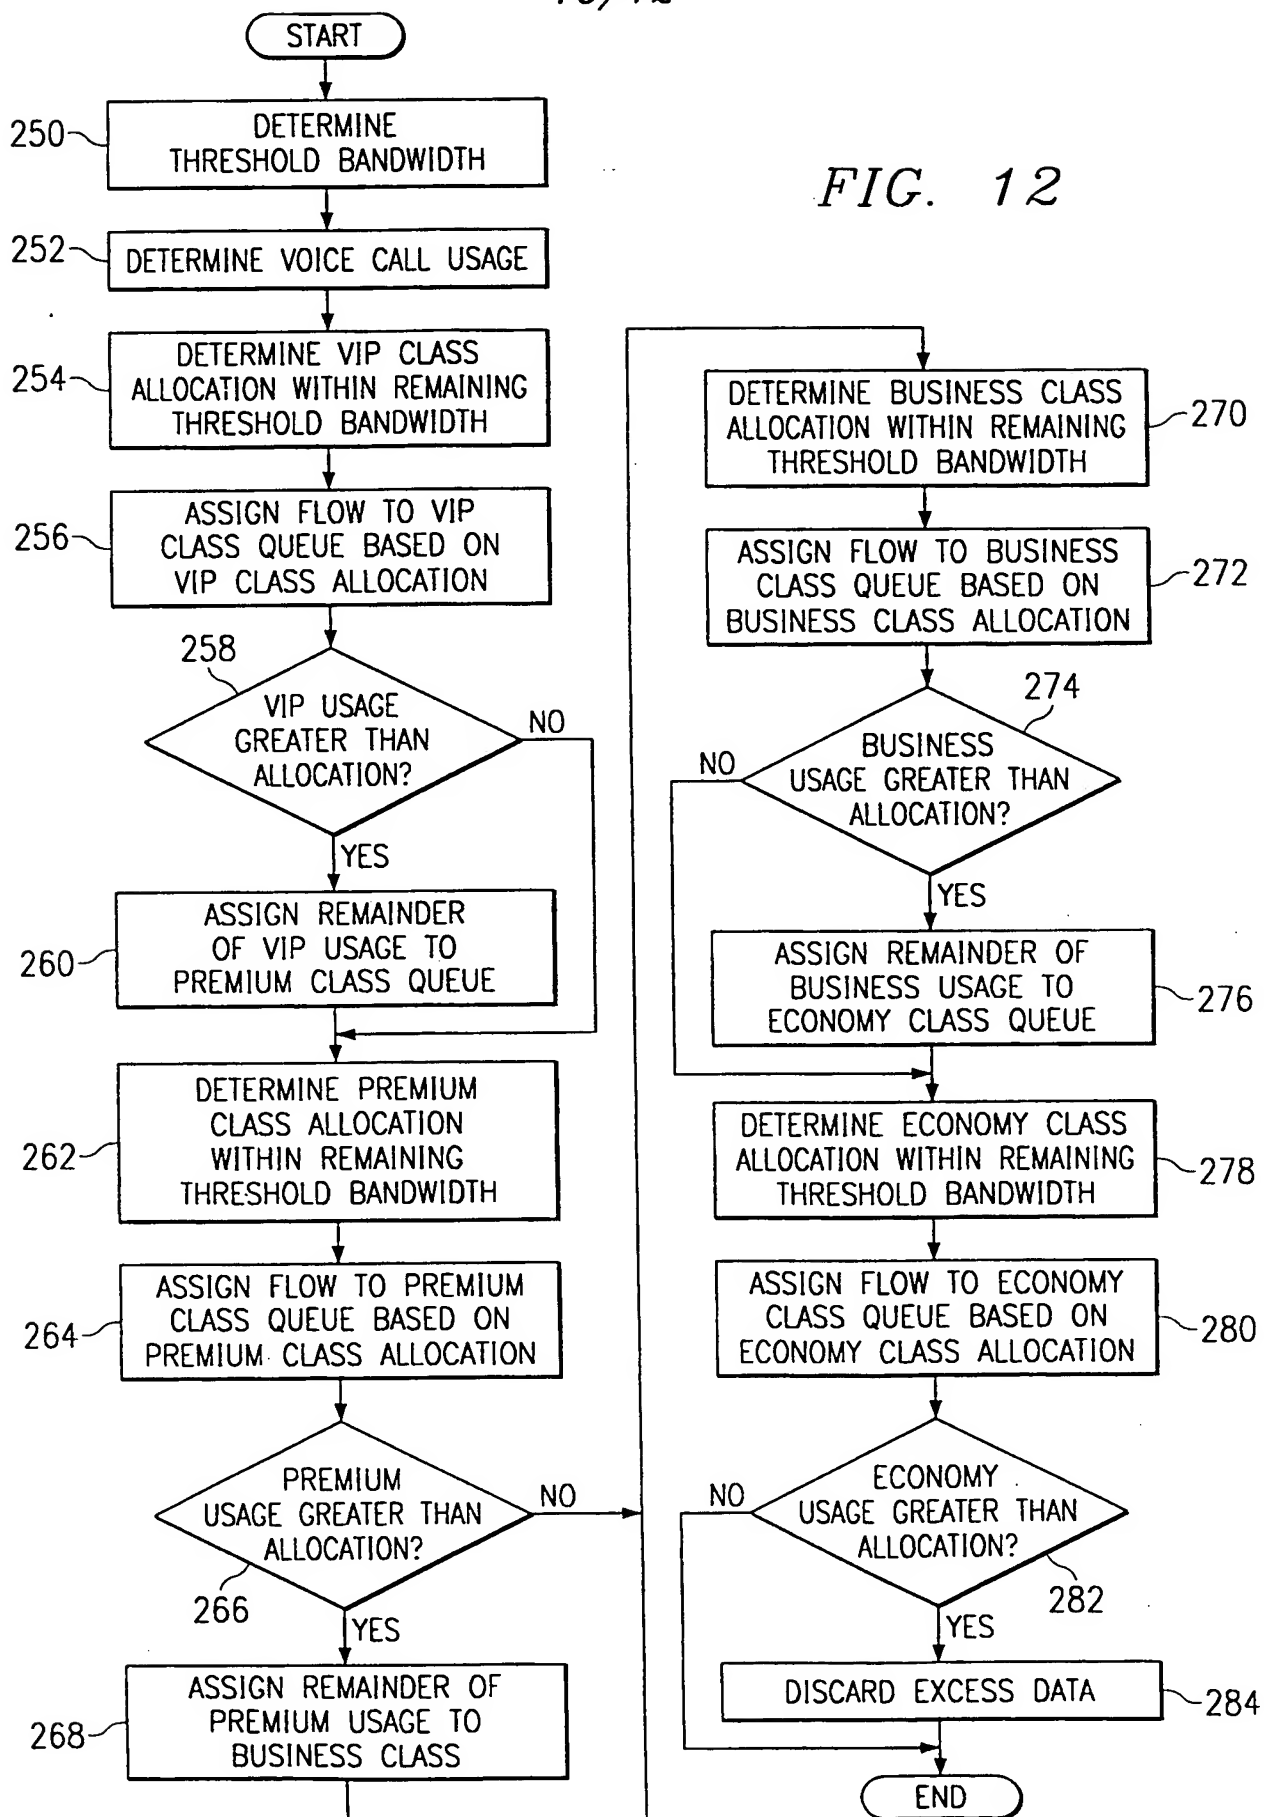 START
250
DETERMINE
THRESHOLD BANDWIDTH
FIG. 12
252
DETERMINE VOICE CALL USAGE
254
DETERMINE VIP CLASS
ALLOCATION WITHIN REMAINING
THRESHOLD BANDWIDTH
256
ASSIGN FLOW TO VIP
CLASS QUEUE BASED ON
VIP CLASS ALLOCATION
258
VIP USAGE
GREATER THAN
ALLOCATION?
NO
YES
260
ASSIGN REMAINDER
OF VIP USAGE TO
PREMIUM CLASS QUEUE
262
DETERMINE PREMIUM
CLASS ALLOCATION
WITHIN REMAINING
THRESHOLD BANDWIDTH
264
ASSIGN FLOW TO PREMIUM
CLASS QUEUE BASED ON
PREMIUM CLASS ALLOCATION
PREMIUM
USAGE GREATER THAN
ALLOCATION?
NO
266
YES
268
ASSIGN REMAINDER OF
PREMIUM USAGE TO
BUSINESS CLASS
DETERMINE BUSINESS CLASS
ALLOCATION WITHIN REMAINING
THRESHOLD BANDWIDTH
270
ASSIGN FLOW TO BUSINESS
CLASS QUEUE BASED ON
BUSINESS CLASS ALLOCATION
272
274
BUSINESS
USAGE GREATER THAN
ALLOCATION?
NO
YES
ASSIGN REMAINDER OF
BUSINESS USAGE TO
ECONOMY CLASS QUEUE
276
DETERMINE ECONOMY CLASS
ALLOCATION WITHIN REMAINING
THRESHOLD BANDWIDTH
278
ASSIGN FLOW TO ECONOMY
CLASS QUEUE BASED ON
ECONOMY CLASS ALLOCATION
280
ECONOMY
USAGE GREATER THAN
ALLOCATION?
NO
282
YES
DISCARD EXCESS DATA
284
END